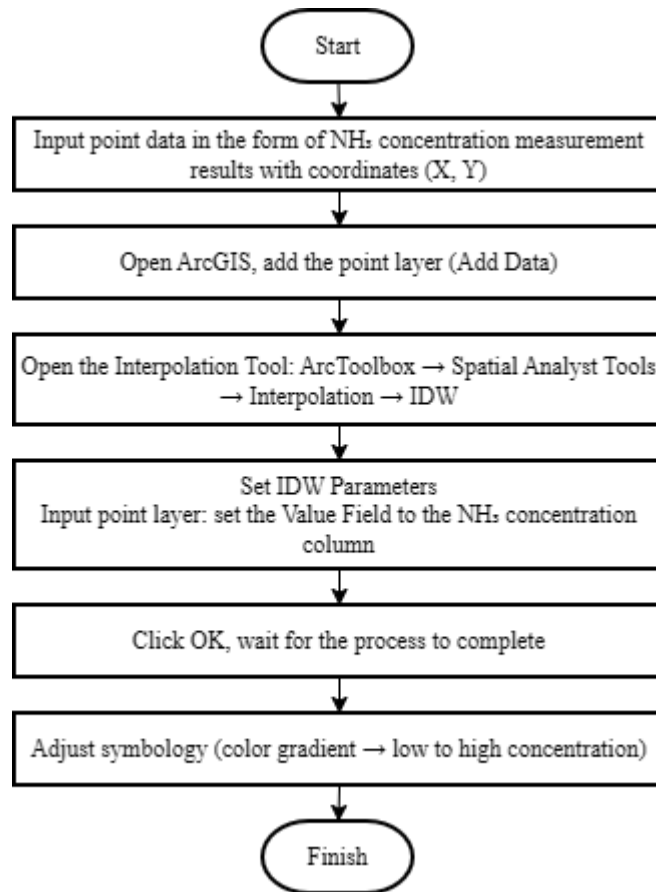 Start
Input point data in the form of NH₃ concentration measurement
results with coordinates (X, Y)
Open ArcGIS, add the point layer (Add Data)
Open the Interpolation Tool: ArcToolbox → Spatial Analyst Tools
→ Interpolation → IDW
Set IDW Parameters
Input point layer: set the Value Field to the NH₃ concentration
column
Click OK, wait for the process to complete
Adjust symbology (color gradient → low to high concentration)
Finish